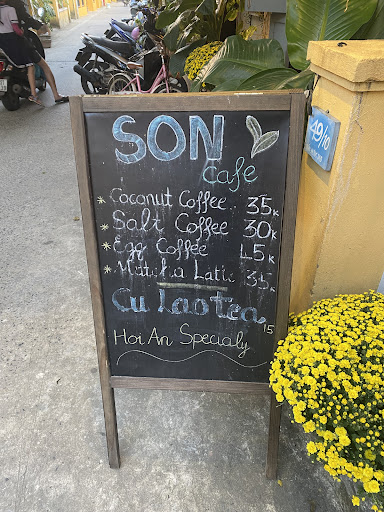 SON
cafe
* Coconut Coffee 35k
* Salt Coffee 30k
* Egg Coffee 45k
* Matcha Latte 35k
Cu Lao tea 15
Hoi An Specialy
49/10